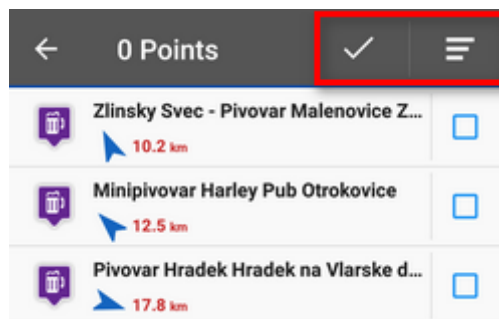 0 Points
Zlinsky Svec - Pivovar Malenovice Z...
10.2 km
Minipivovar Harley Pub Otrokovice
12.5 km
Pivovar Hradek Hradek na Vlarske d...
17.8 km